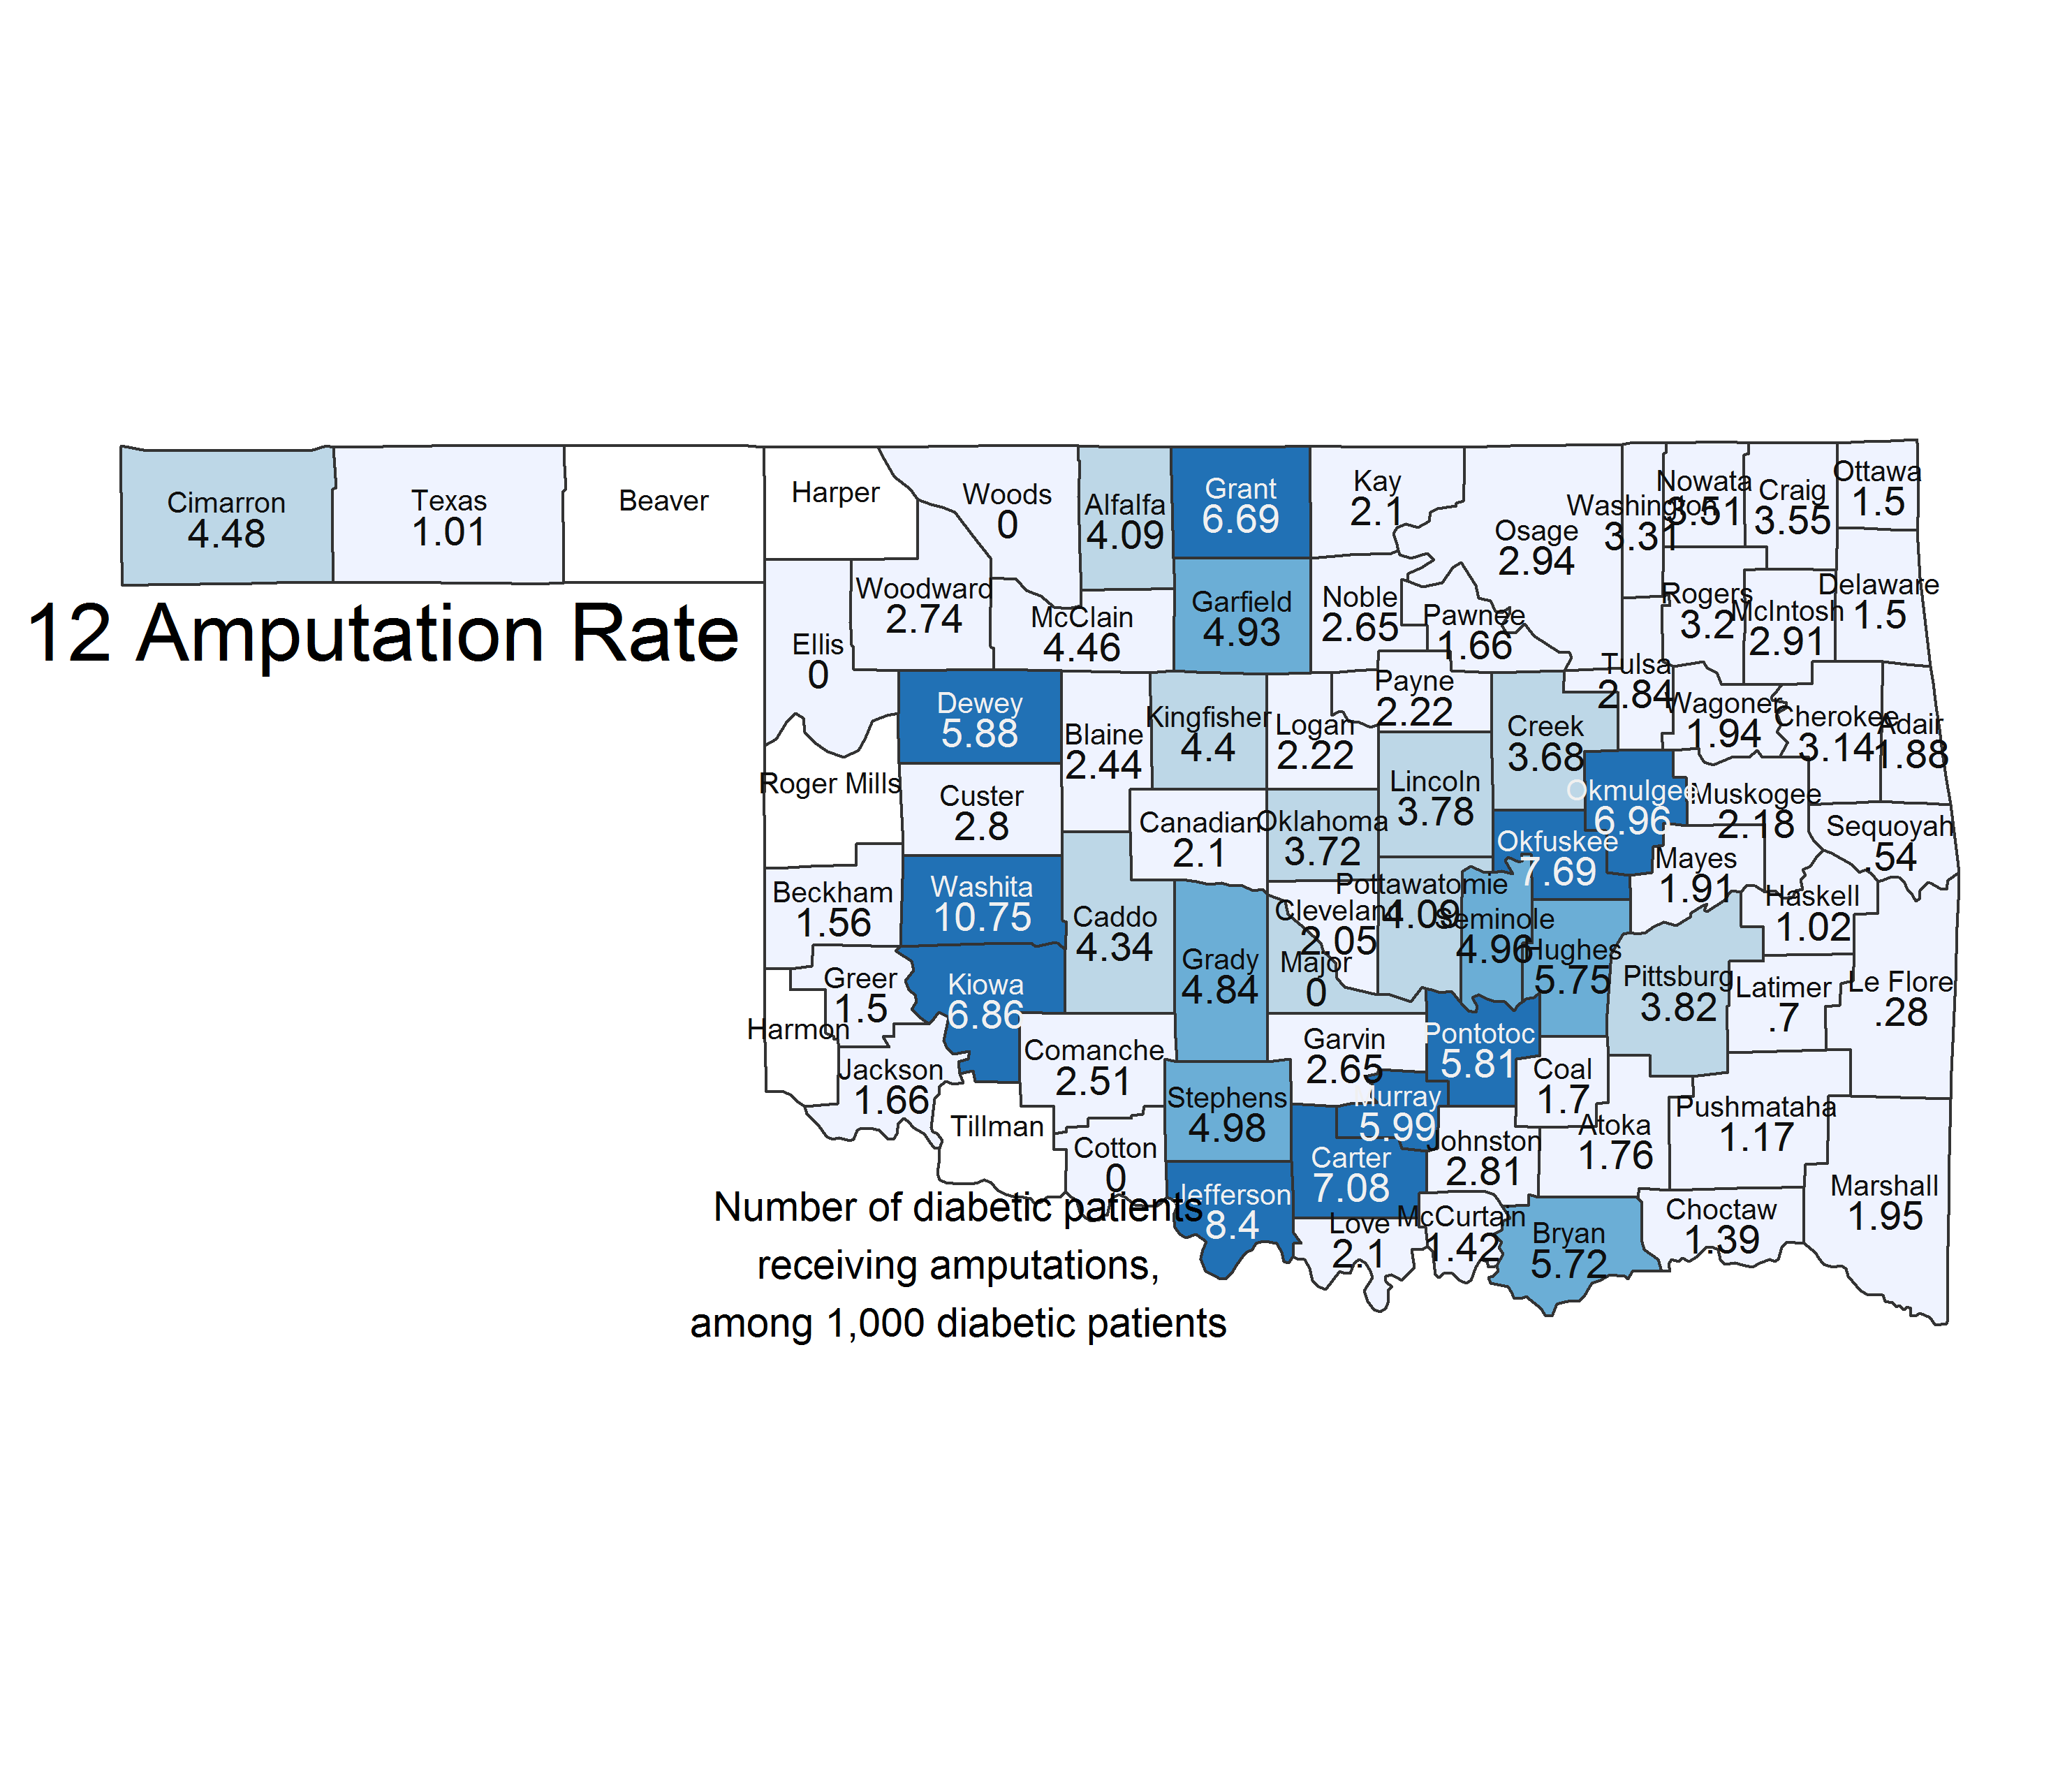 Cimarron
4.48
Texas
1.01
Beaver
Harper
Woods
0
Alfalfa
4.09
Grant
6.69
Kay
2.1
Osage
2.94
Washington
3.31
Nowata
3.51
Craig
3.55
Ottawa
1.5
12 Amputation Rate
Ellis
0
Woodward
2.74
McClain
4.46
Garfield
4.93
Noble
2.65
Pawnee
1.66
Rogers
3.2
McIntosh
2.91
Delaware
1.5
Tulsa
2.84
Dewey
5.88
Blaine
2.44
Kingfisher
4.4
Logan
2.22
Payne
2.22
Creek
3.68
Wagoner
1.94
Cherokee
3.14
Adair
1.88
Roger Mills
Custer
2.8
Canadian
2.1
Oklahoma
3.72
Lincoln
3.78
Okmulgee
6.96
Muskogee
2.18
Sequoyah
.54
Okfuskee
7.69
Mayes
1.91
Beckham
1.56
Washita
10.75
Caddo
4.34
Grady
4.84
Cleveland
2.05
Pottawatomie
4.09
Seminole
4.96
Hughes
5.75
Haskell
1.02
Major
0
Greer
1.5
Kiowa
6.86
Pittsburg
3.82
Latimer
.7
Le Flore
.28
Harmon
Jackson
1.66
Comanche
2.51
Garvin
2.65
Pontotoc
5.81
Coal
1.7
Tillman
Cotton
0
Stephens
4.98
Murray
5.99
Johnston
2.81
Atoka
1.76
Pushmataha
1.17
Jefferson
8.4
Carter
7.08
Love
2.1
McCurtain
1.42
Bryan
5.72
Choctaw
1.39
Marshall
1.95
Number of diabetic patients
receiving amputations,
among 1,000 diabetic patients